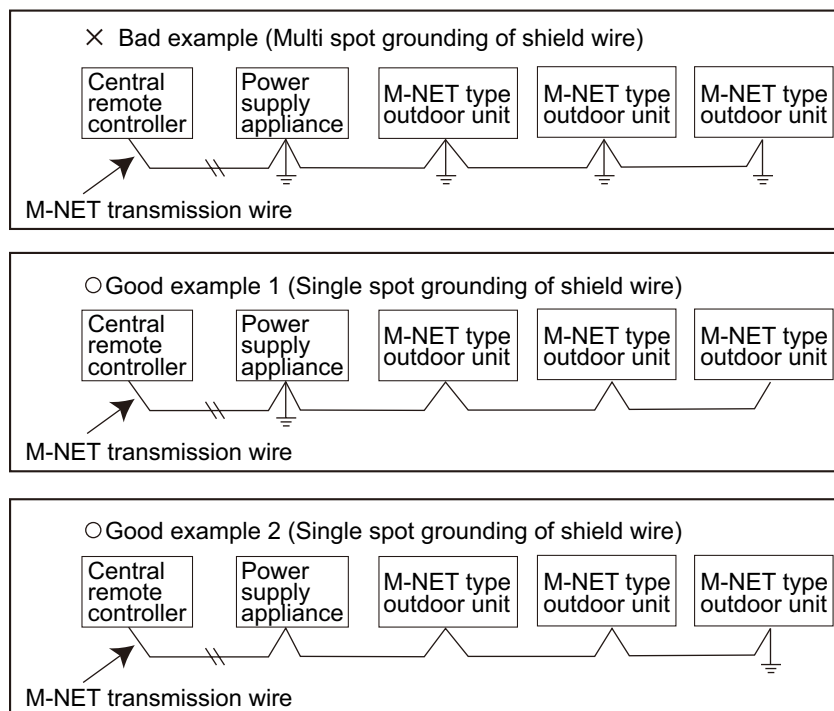 × Bad example (Multi spot grounding of shield wire)
Central
remote
controller
Power
supply
appliance
M-NET type
outdoor unit
M-NET type
outdoor unit
M-NET type
outdoor unit
M-NET transmission wire
○ Good example 1 (Single spot grounding of shield wire)
Central
remote
controller
Power
supply
appliance
M-NET type
outdoor unit
M-NET type
outdoor unit
M-NET type
outdoor unit
M-NET transmission wire
○ Good example 2 (Single spot grounding of shield wire)
Central
remote
controller
Power
supply
appliance
M-NET type
outdoor unit
M-NET type
outdoor unit
M-NET type
outdoor unit
M-NET transmission wire